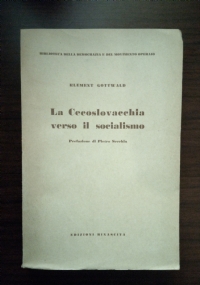 BIBLIOTECA DELLA DEMOCRAZIA E DEL MOVIMENTO OPERAIO
KLEMENT GOTTWALD
La Cecoslovacchia
verso il socialismo
Prefazione di Pietro Secchia
EDIZIONI RINASCITA